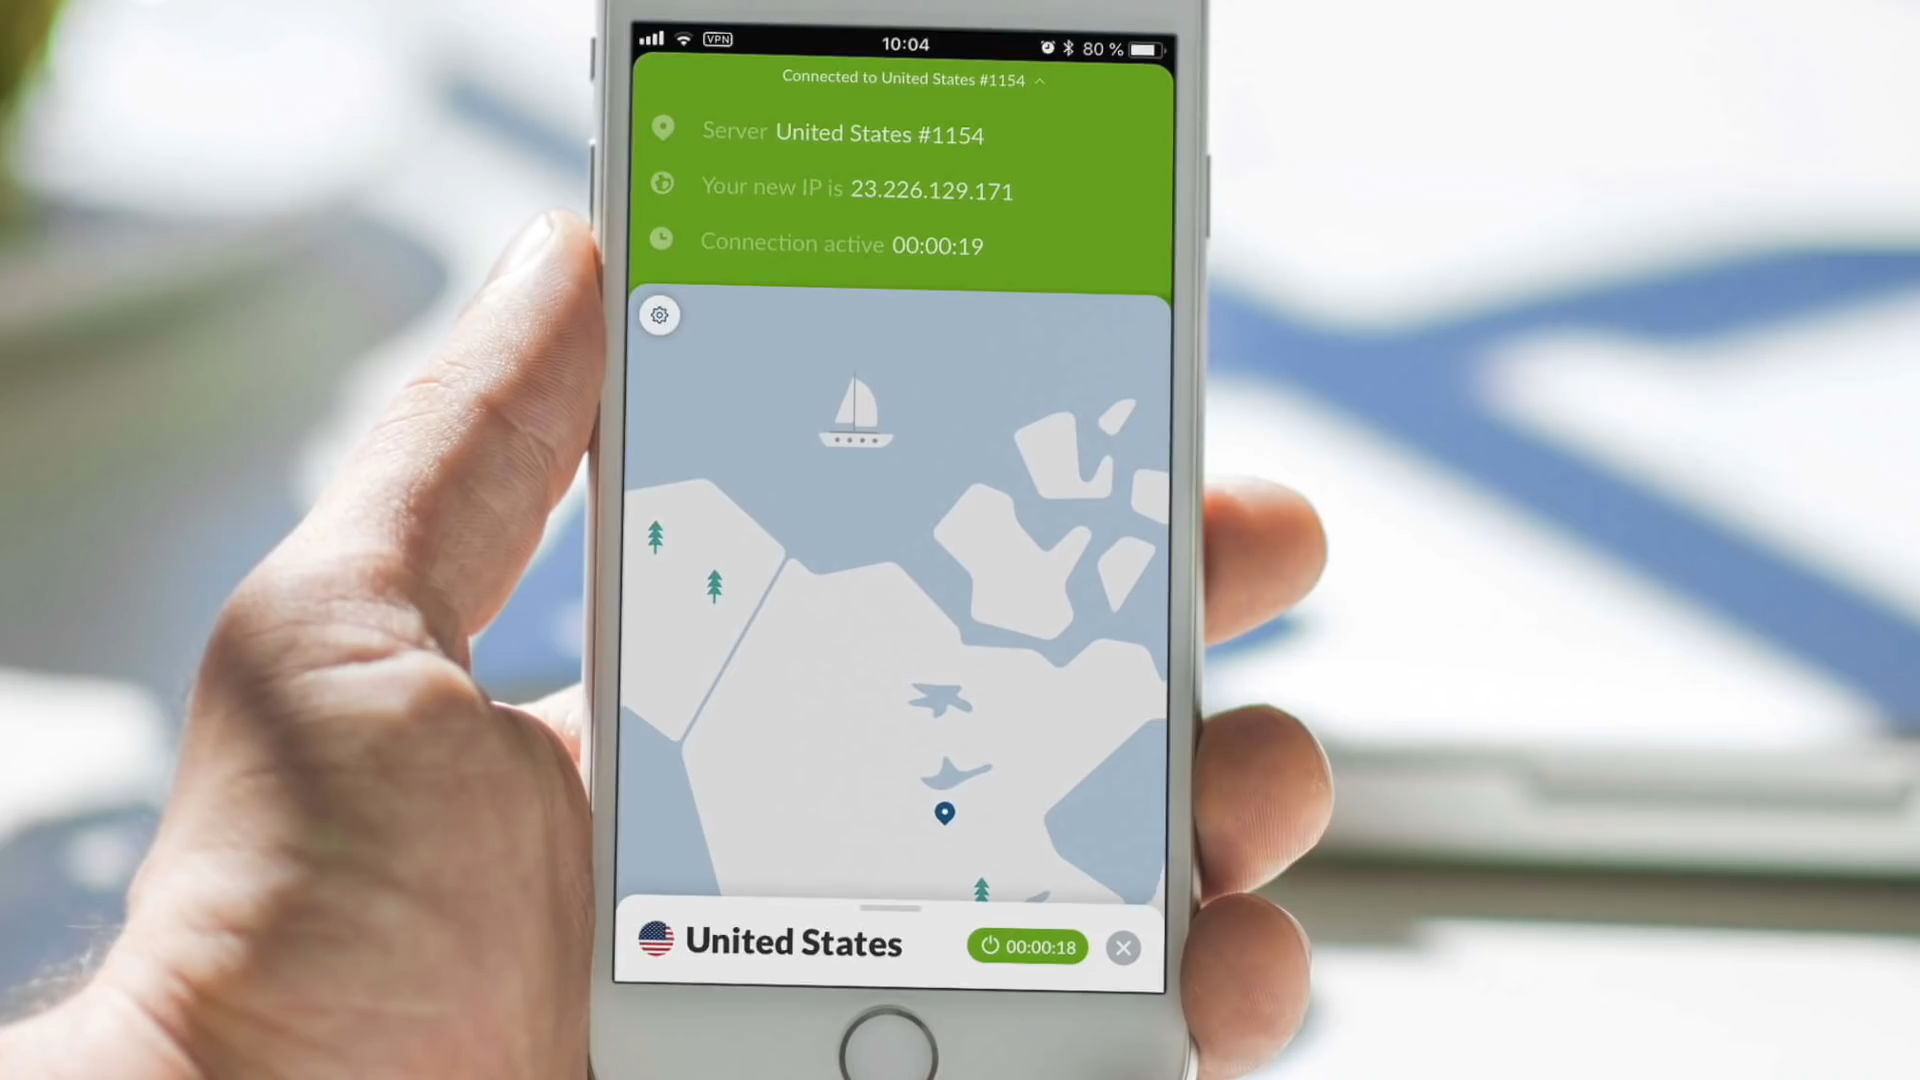 VPN 10:04 80 %
Connected to United States #1154
Server United States #1154
Your new IP is 23.226.129.171
Connection active 00:00:19
United States 00:00:18